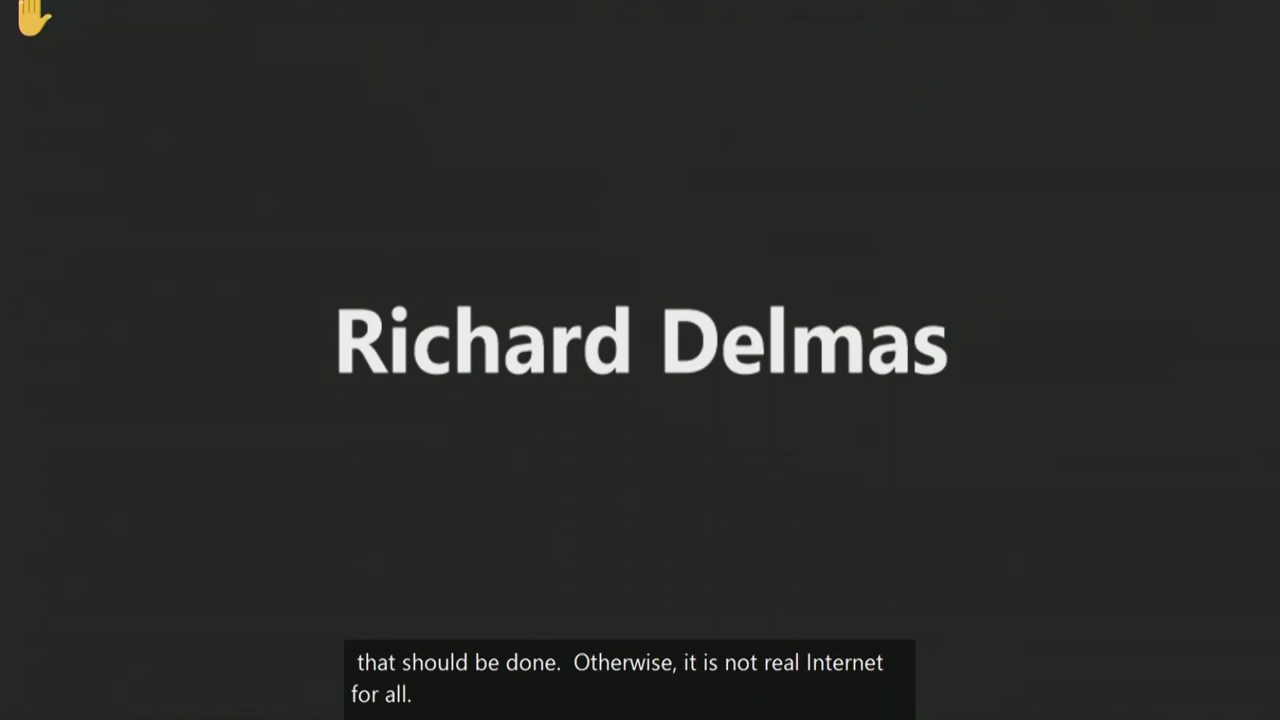 Richard Delmas
that should be done.  Otherwise, it is not real Internet
for all.